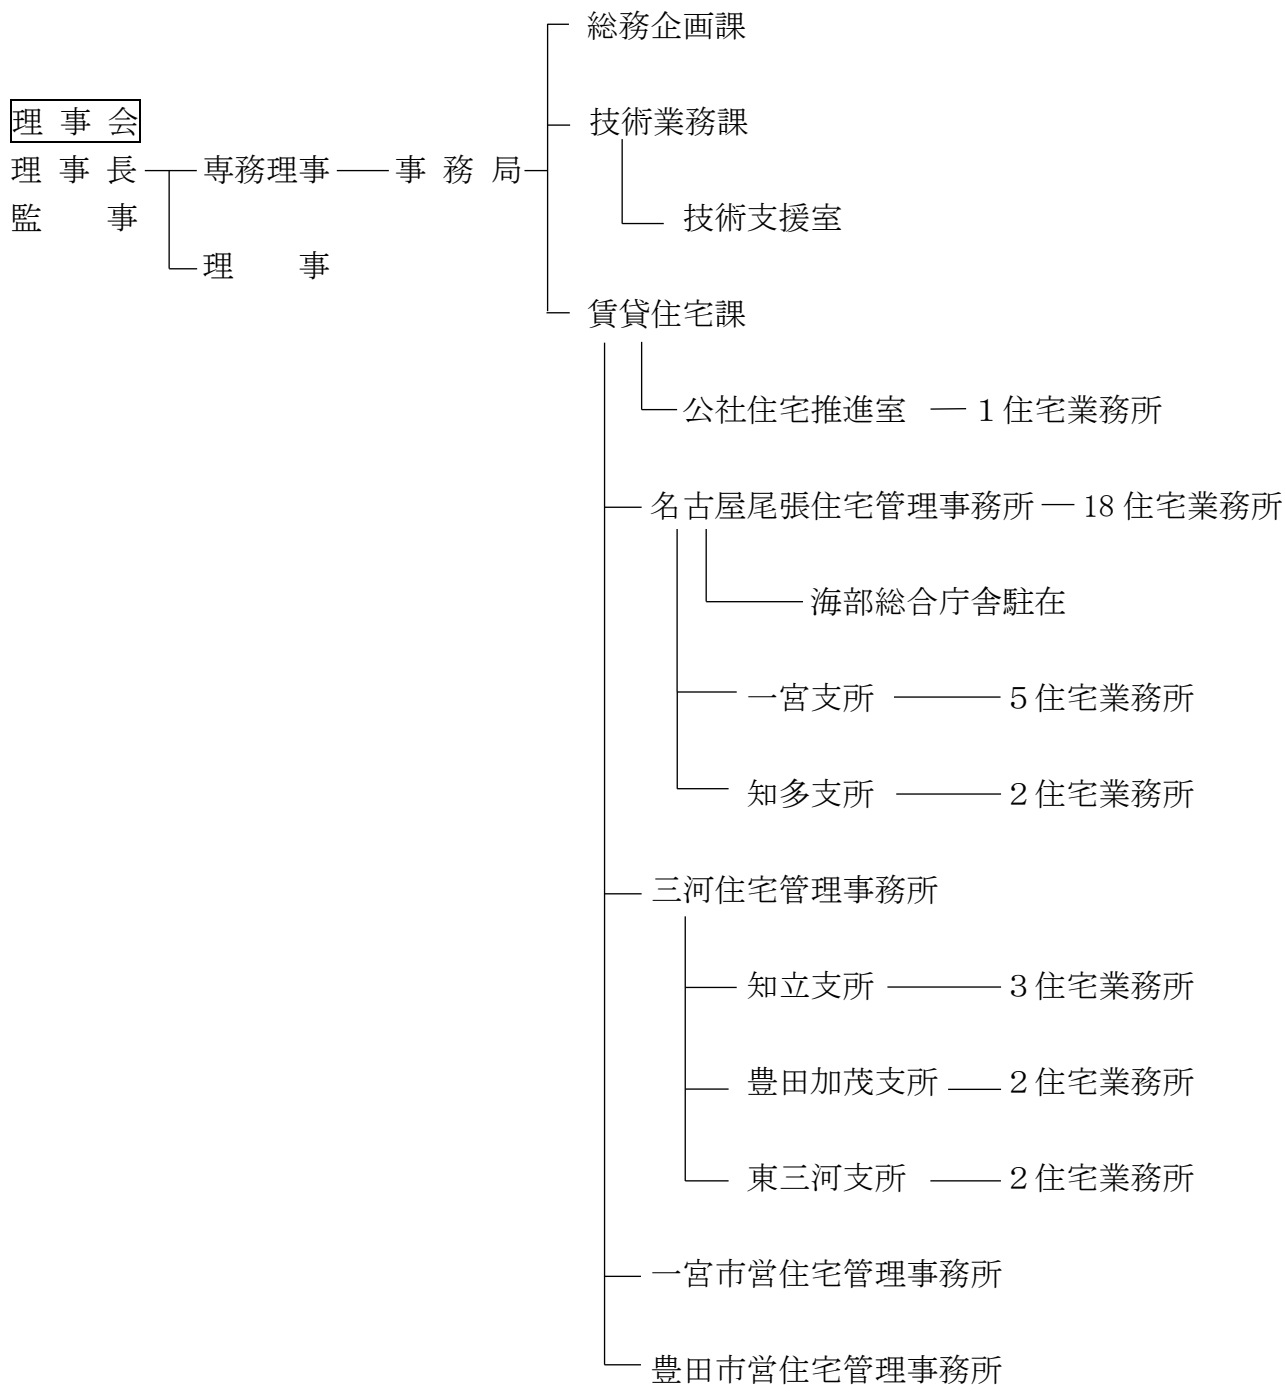 総務企画課
理事会
技術業務課
理事長 専務理事 事務局
監事
技術支援室
理事
賃貸住宅課
公社住宅推進室 1住宅業務所
名古屋尾張住宅管理事務所 18住宅業務所
海部総合庁舎駐在
一宮支所 5住宅業務所
知多支所 2住宅業務所
三河住宅管理事務所
知立支所 3住宅業務所
豊田加茂支所 2住宅業務所
東三河支所 2住宅業務所
一宮市営住宅管理事務所
豊田市営住宅管理事務所